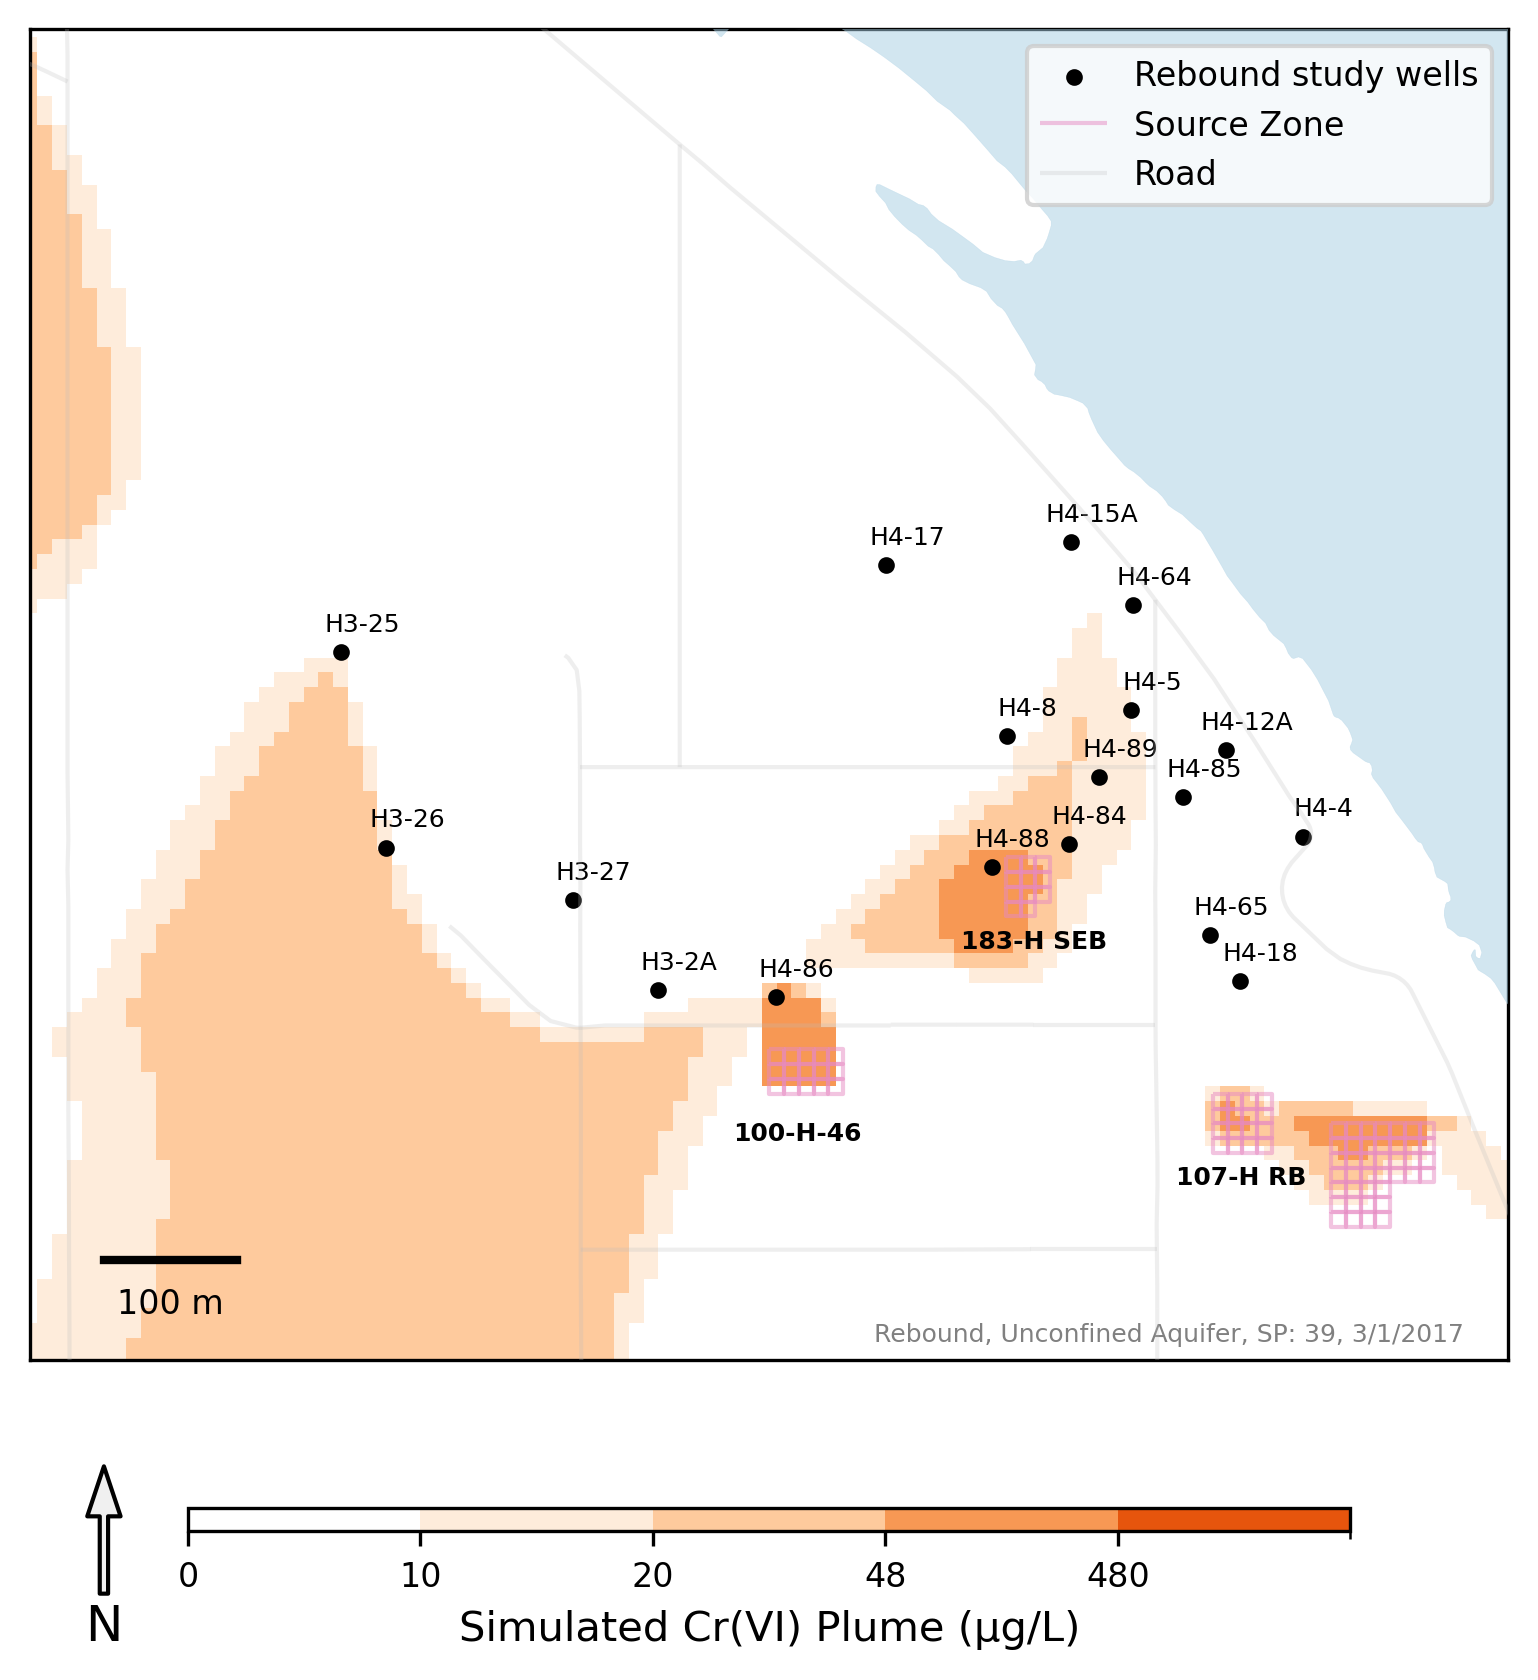 Rebound study wells
Source Zone
Road
H4-15A
H4-17
H4-64
H3-25
H4-5
H4-8
H4-12A
H4-89
H4-85
H4-4
H4-84
H3-26
H4-88
H3-27
H4-65
183-H SEB
H4-18
H3-2A
H4-86
100-H-46
107-H RB
100 m
Rebound, Unconfined Aquifer, SP: 39, 3/1/2017
0 10 20 48 480
N
Simulated Cr(VI) Plume (µg/L)